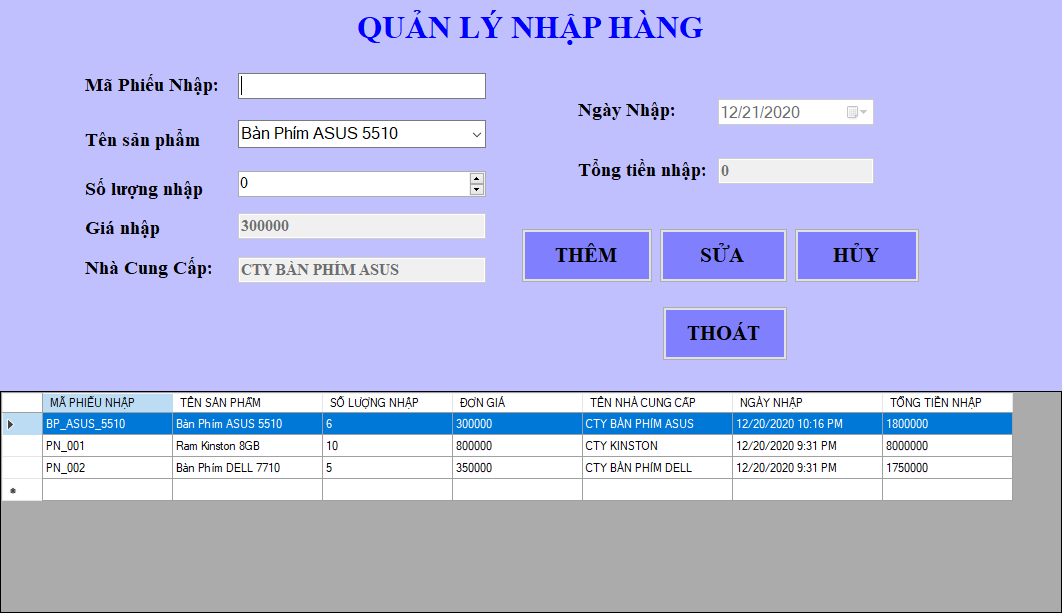 QUẢN LÝ NHẬP HÀNG
Mã Phiếu Nhập:
Tên sản phẩm Bàn Phím ASUS 5510
Số lượng nhập 0
Giá nhập 300000
Nhà Cung Cấp: CTY BÀN PHÍM ASUS
Ngày Nhập: 12/21/2020
Tổng tiền nhập: 0
THÊM SỬA HỦY
THOÁT
MÃ PHIẾU NHẬP TÊN SẢN PHẨM SỐ LƯỢNG NHẬP ĐƠN GIÁ TÊN NHÀ CUNG CẤP NGÀY NHẬP TỔNG TIỀN NHẬP
BP_ASUS_5510 Bàn Phím ASUS 5510 6 300000 CTY BÀN PHÍM ASUS 12/20/2020 10:16 PM 1800000
PN_001 Ram Kinston 8GB 10 800000 CTY KINSTON 12/20/2020 9:31 PM 8000000
PN_002 Bàn Phím DELL 7710 5 350000 CTY BÀN PHÍM DELL 12/20/2020 9:31 PM 1750000